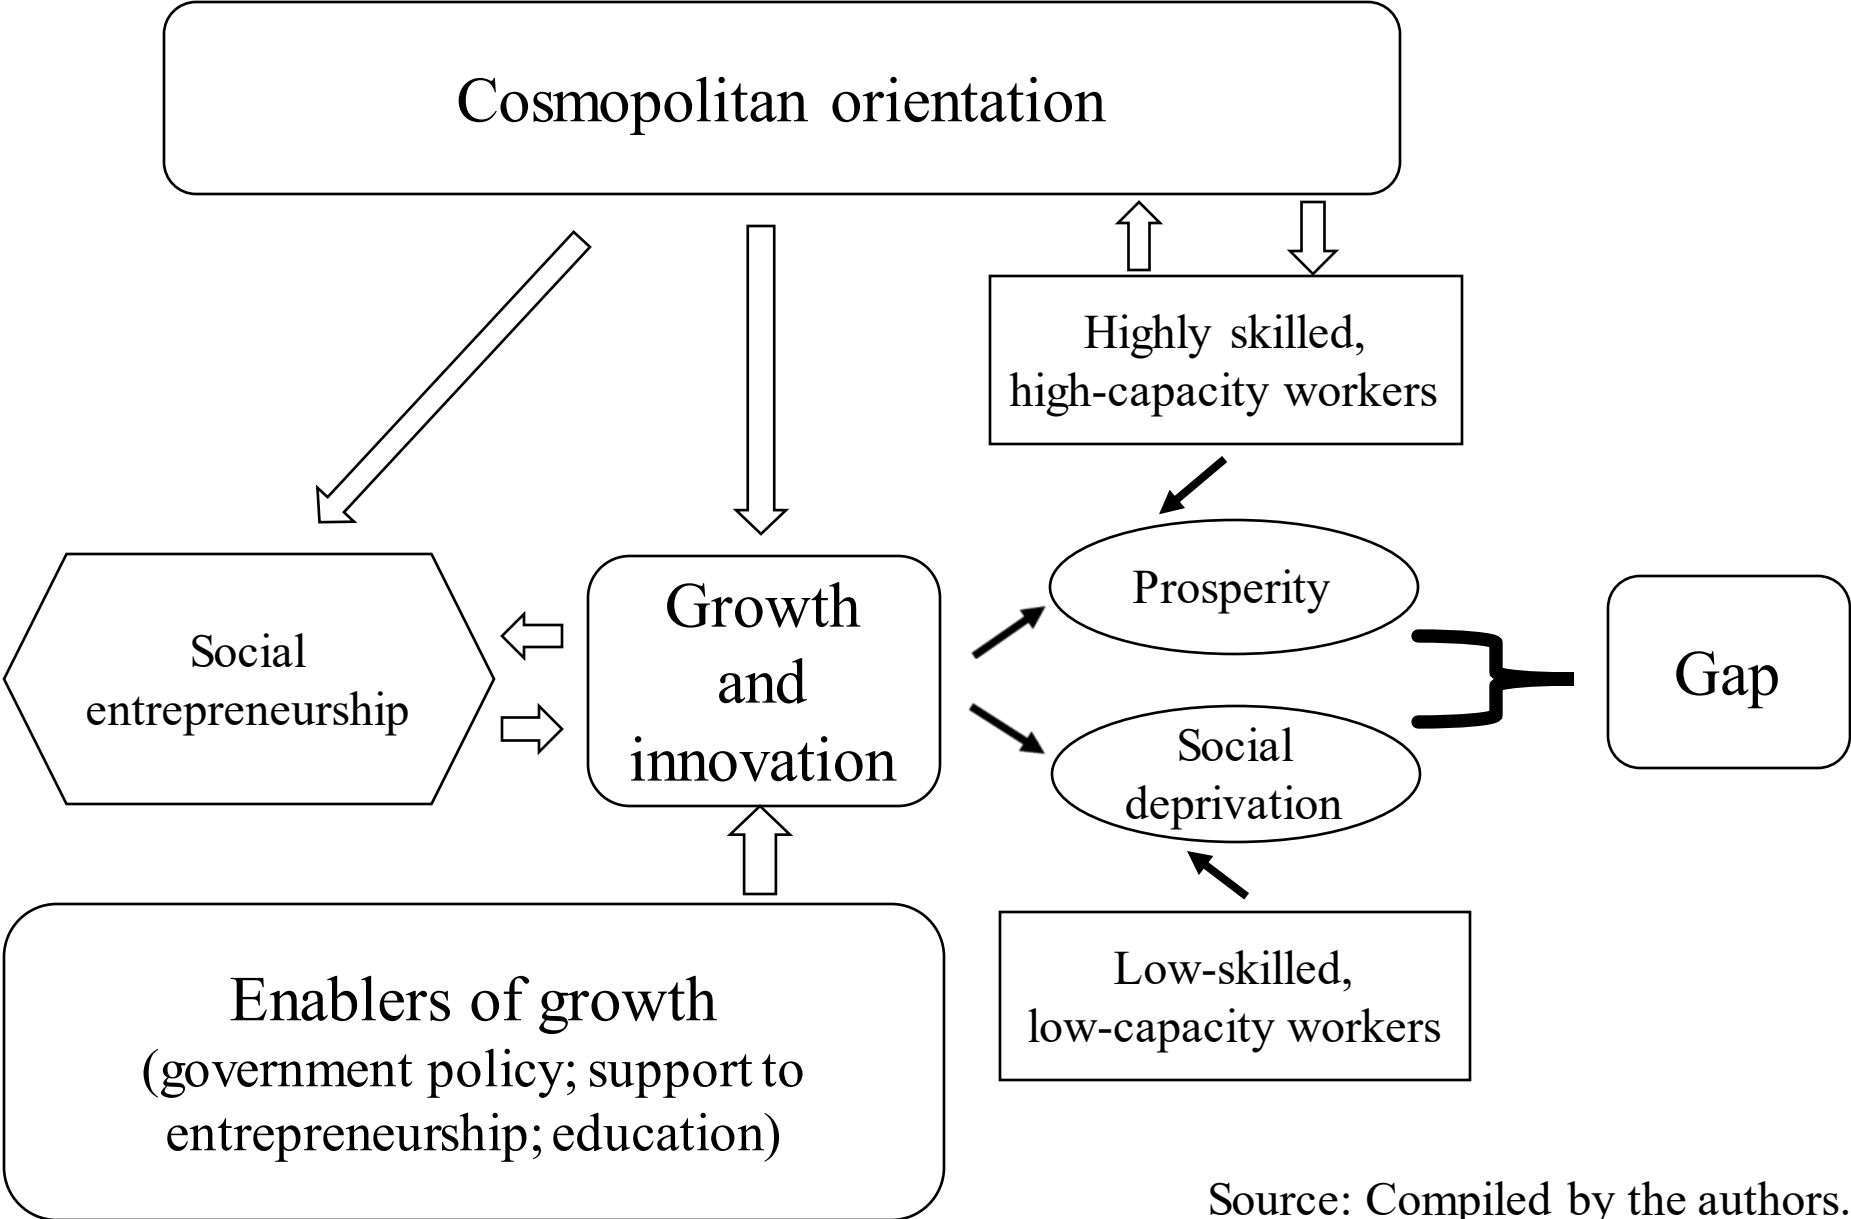 Cosmopolitan orientation
Highly skilled,
high-capacity workers
Prosperity
Social
entrepreneurship
Growth
and
innovation
Gap
Social
deprivation
Enablers of growth
(government policy; support to
entrepreneurship; education)
Low-skilled,
low-capacity workers
Source: Compiled by the authors.